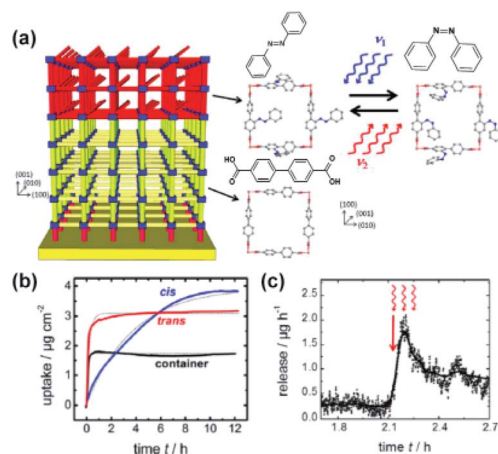 (a)
N=N
N=N
ν1
ν2
HO
O
O
OH
(001)
(010)
(100)
(100)
(001)
(010)
(b)
(c)
uptake / µg cm-2
4
3
2
1
0
cis
trans
container
0 2 4 6 8 10 12
time t / h
release / µg h-1
2.5
2.0
1.5
1.0
0.5
0.0
1.8 2.1 2.4 2.7
time t / h